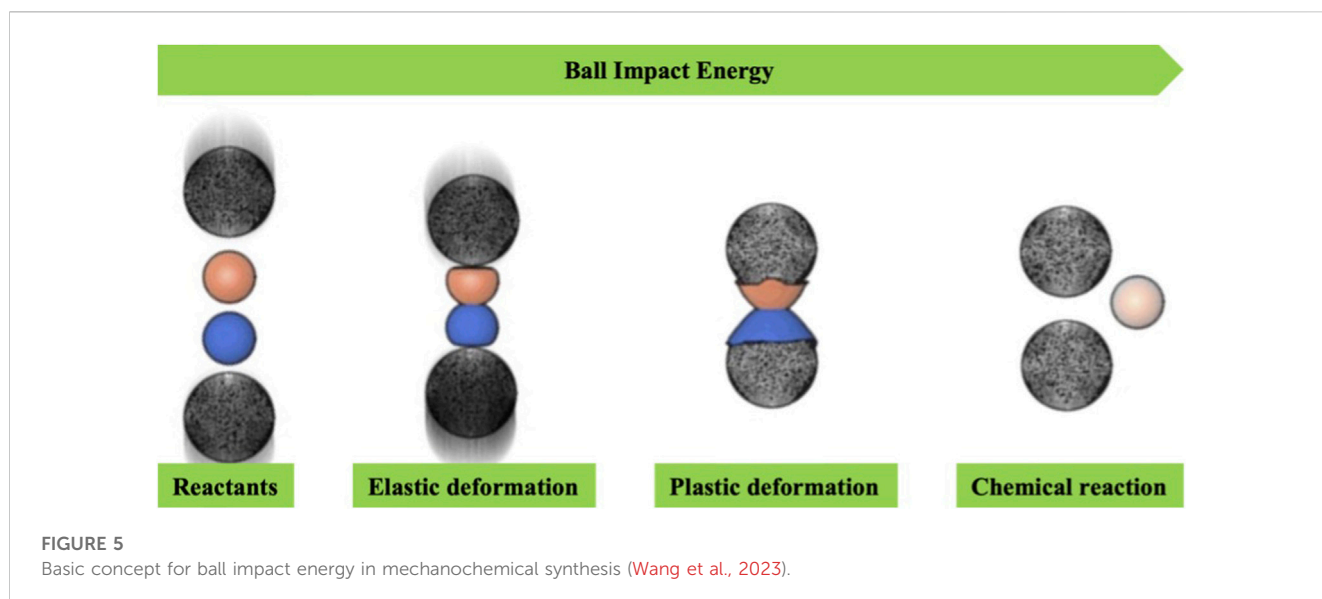 Ball Impact Energy
Reactants
Elastic deformation
Plastic deformation
Chemical reaction
FIGURE 5
Basic concept for ball impact energy in mechanochemical synthesis (Wang et al., 2023).